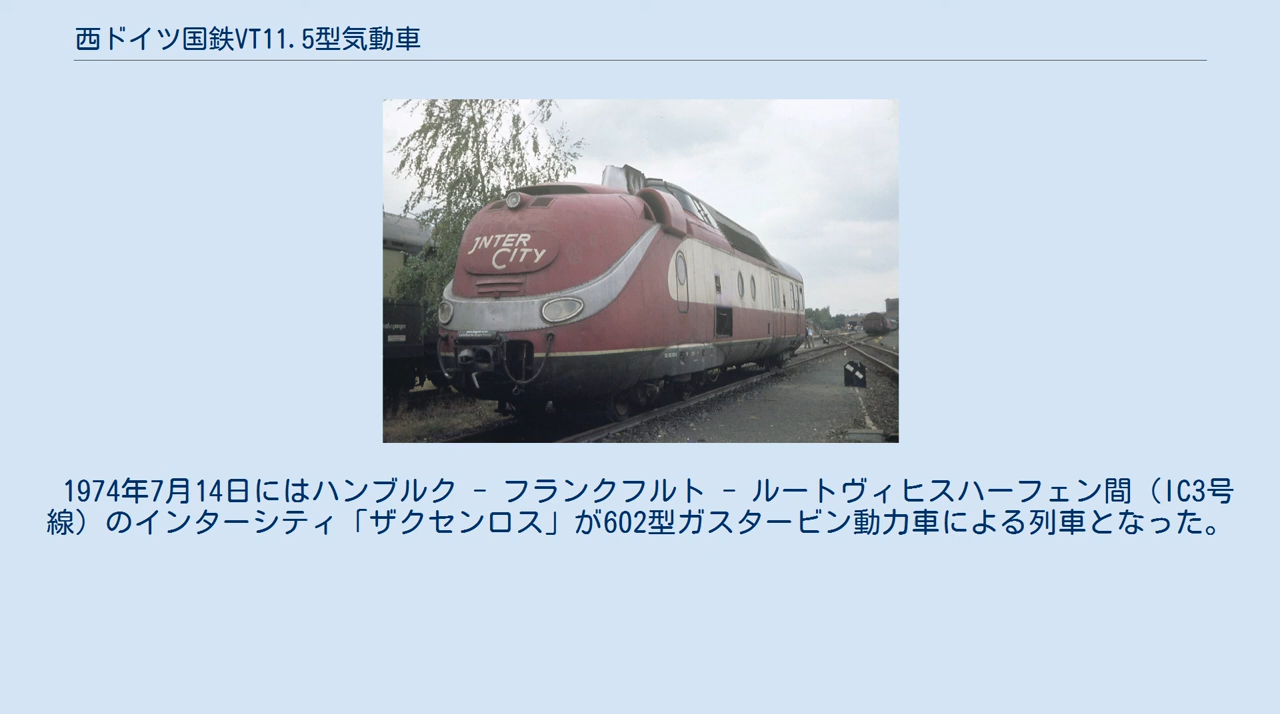 西ドイツ国鉄VT11.5型気動車
INTER
CITY
1974年7月14日にはハンブルク - フランクフルト - ルートヴィヒスハーフェン間（IC3号
線）のインターシティ「ザクセンロス」が602型ガスタービン動力車による列車となった。